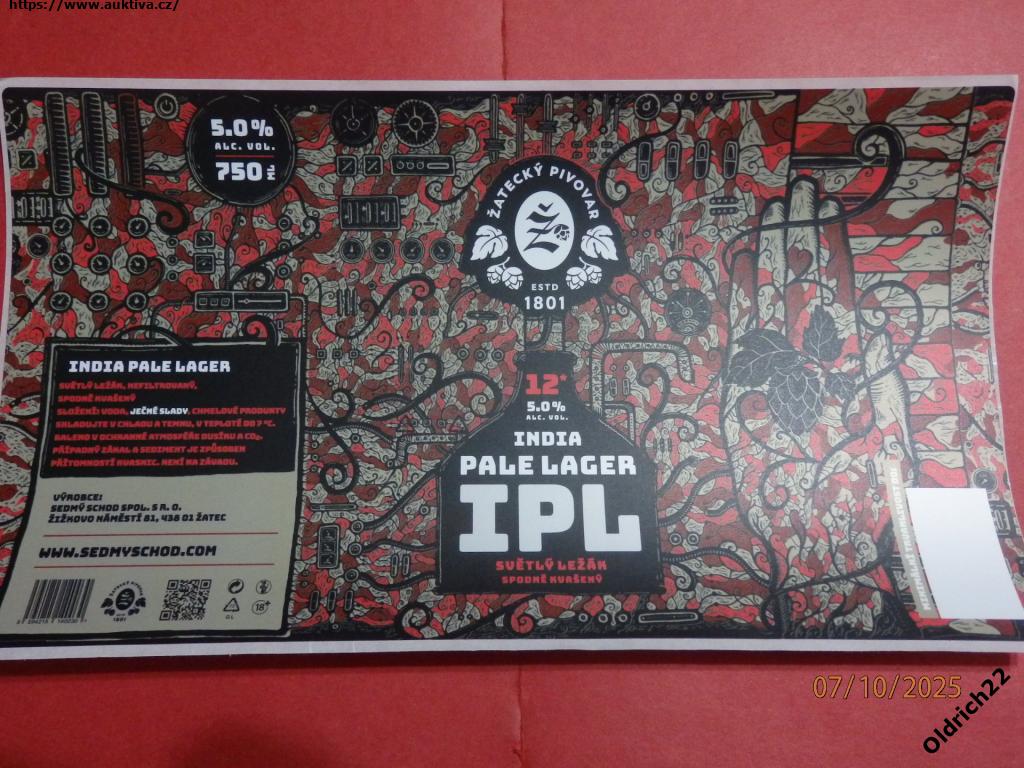 https://www.auktiva.cz/
5.0%
ALC. VOL.
750 ML
ŽATECKÝ PIVOVAR
Ž
ESTD
1801
12°
5.0%
ALC. VOL.
INDIA
PALE LAGER
IPL
SVĚTLÝ LEŽÁK
SPODNĚ KVAŠENÝ
INDIA PALE LAGER
SVĚTLÝ LEŽÁK, NEFILTROVANÝ,
SPODNĚ KVAŠENÝ
SLOŽENÍ: VODA, JEČNÉ SLADY, CHMELOVÉ PRODUKTY
SKLADUJTE V CHLADU A TEMNU, V TEPLOTĚ DO 7 °C.
BALENO V OCHRANNÉ ATMOSFÉŘE DUSÍKU A CO₂.
PŘÍPADNÝ ZÁKAL A SEDIMENT JE ZPŮSOBEN
PŘÍTOMNOSTÍ KVASNIC. NENÍ NA ZÁVADU.
VÝROBCE:
SEDMÝ SCHOD SPOL. S R. O.
ŽIŽKOVO NÁMĚSTÍ 81, 438 01 ŽATEC
WWW.SEDMYSCHOD.COM
1801
GL
18+
07/10/2025
Oldrich22